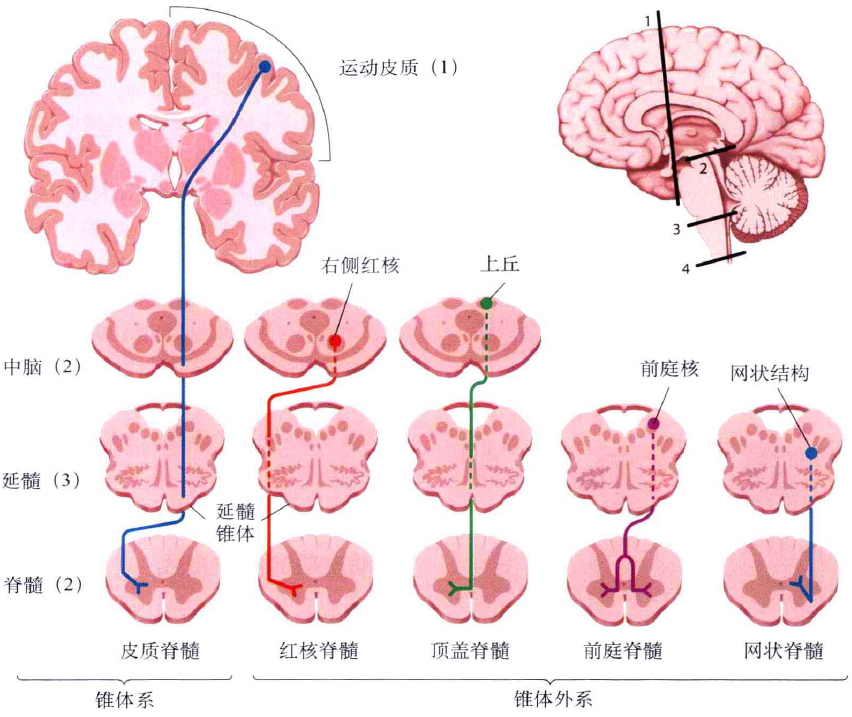 运动皮质（1）
1
2
3
4
右侧红核
上丘
中脑（2）
前庭核
网状结构
延髓（3）
延髓
锥体
脊髓（2）
皮质脊髓
红核脊髓
顶盖脊髓
前庭脊髓
网状脊髓
锥体系
锥体外系